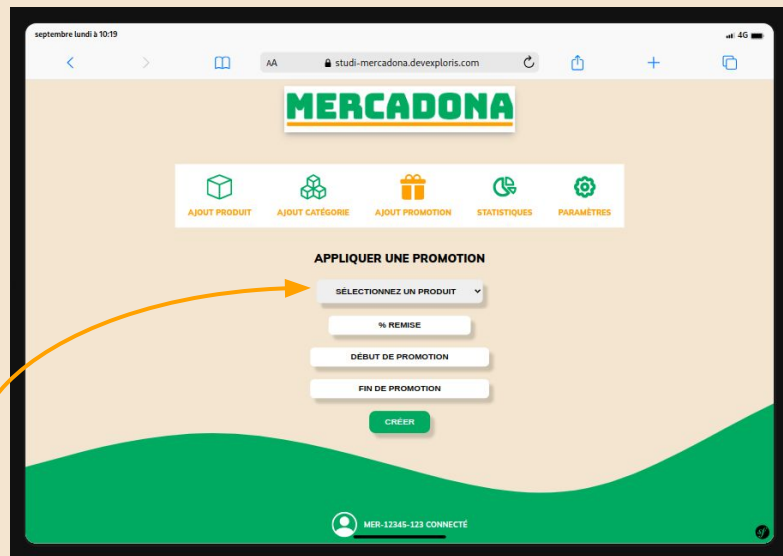 septembre lundi à 10:19
4G
AA studi-mercadona.devexploris.com
MERCADONA
AJOUT PRODUIT AJOUT CATÉGORIE AJOUT PROMOTION STATISTIQUES PARAMÈTRES
APPLIQUER UNE PROMOTION
SÉLECTIONNEZ UN PRODUIT
% REMISE
DÉBUT DE PROMOTION
FIN DE PROMOTION
CRÉER
MER-12345-123 CONNECTÉ
sf